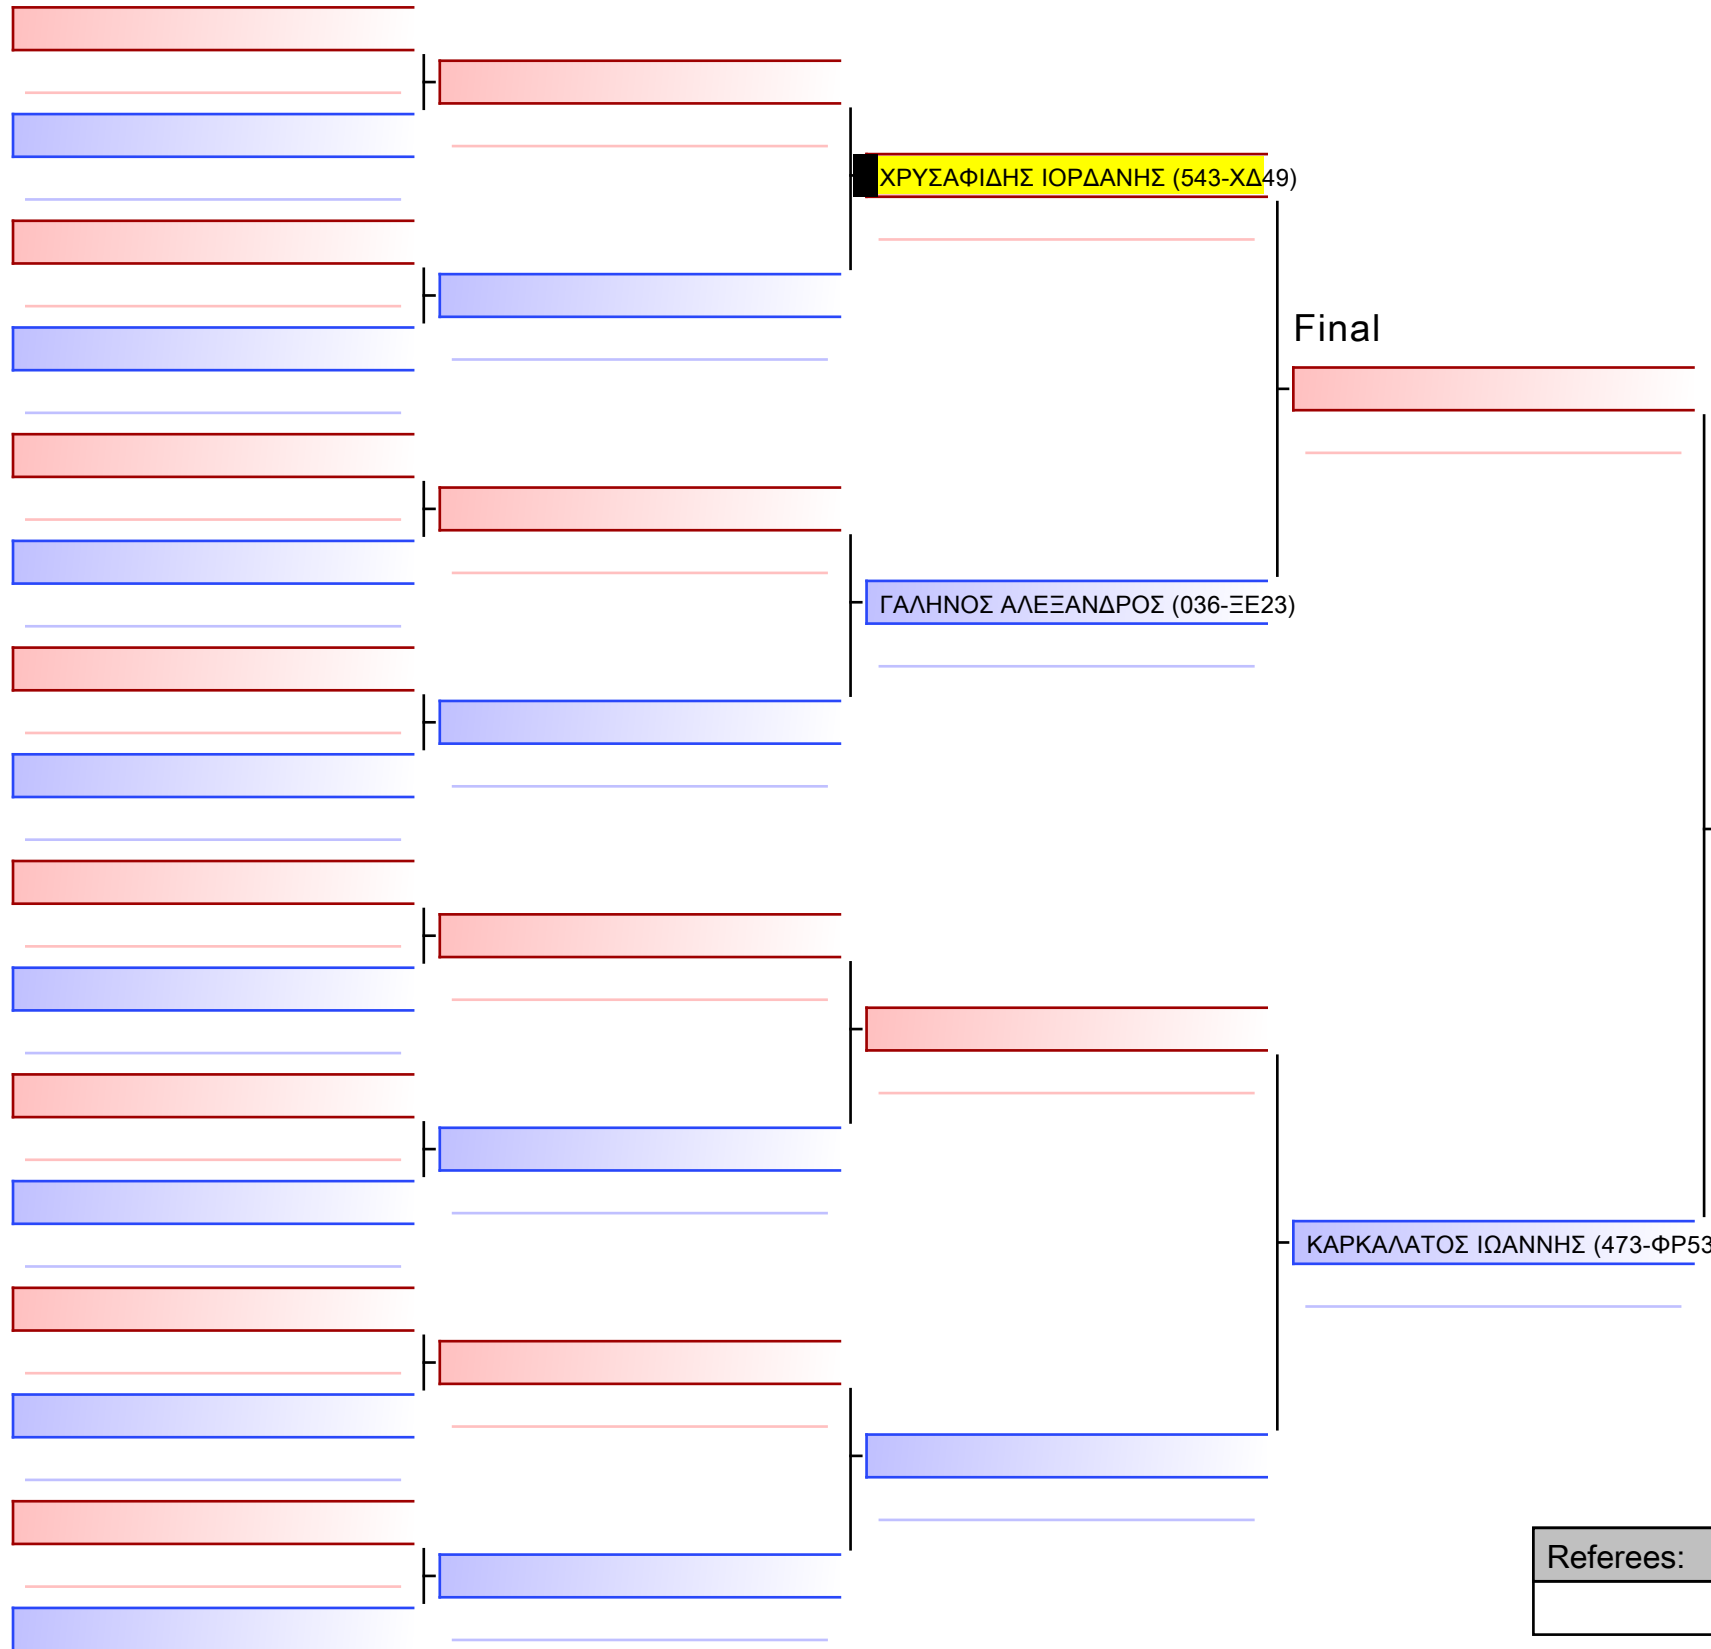 ΧΡΥΣΑΦΙΔΗΣ ΙΟΡΔΑΝΗΣ (543-ΧΔ49)
Final
ΓΑΛΗΝΟΣ ΑΛΕΞΑΝΔΡΟΣ (036-ΞΕ23)
ΚΑΡΚΑΛΑΤΟΣ ΙΩΑΝΝΗΣ (473-ΦΡ53
Referees: